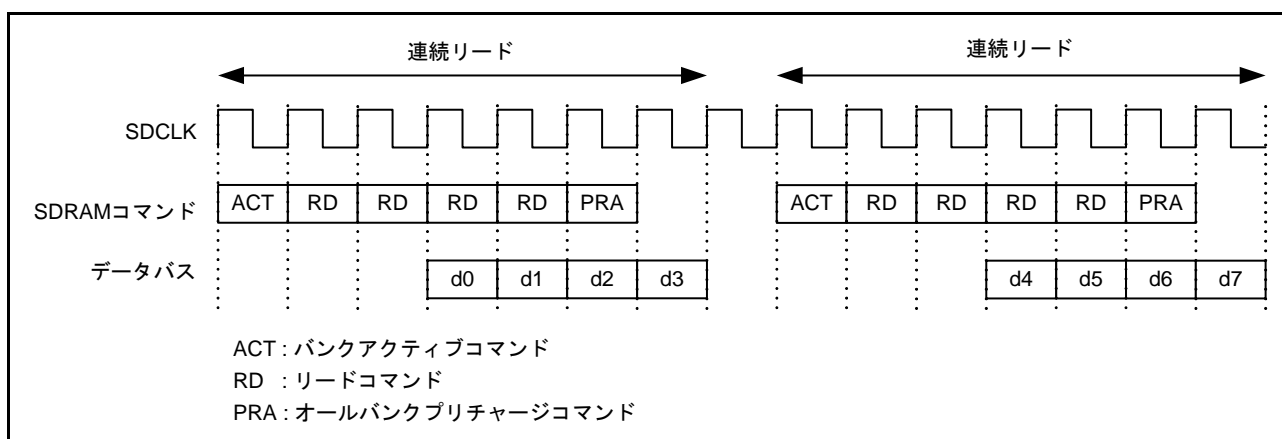 連続リード 連続リード
SDCLK
SDRAMコマンド ACT RD RD RD RD PRA ACT RD RD RD RD PRA
データバス d0 d1 d2 d3 d4 d5 d6 d7
ACT : バンクアクティブコマンド
RD : リードコマンド
PRA : オールバンクプリチャージコマンド